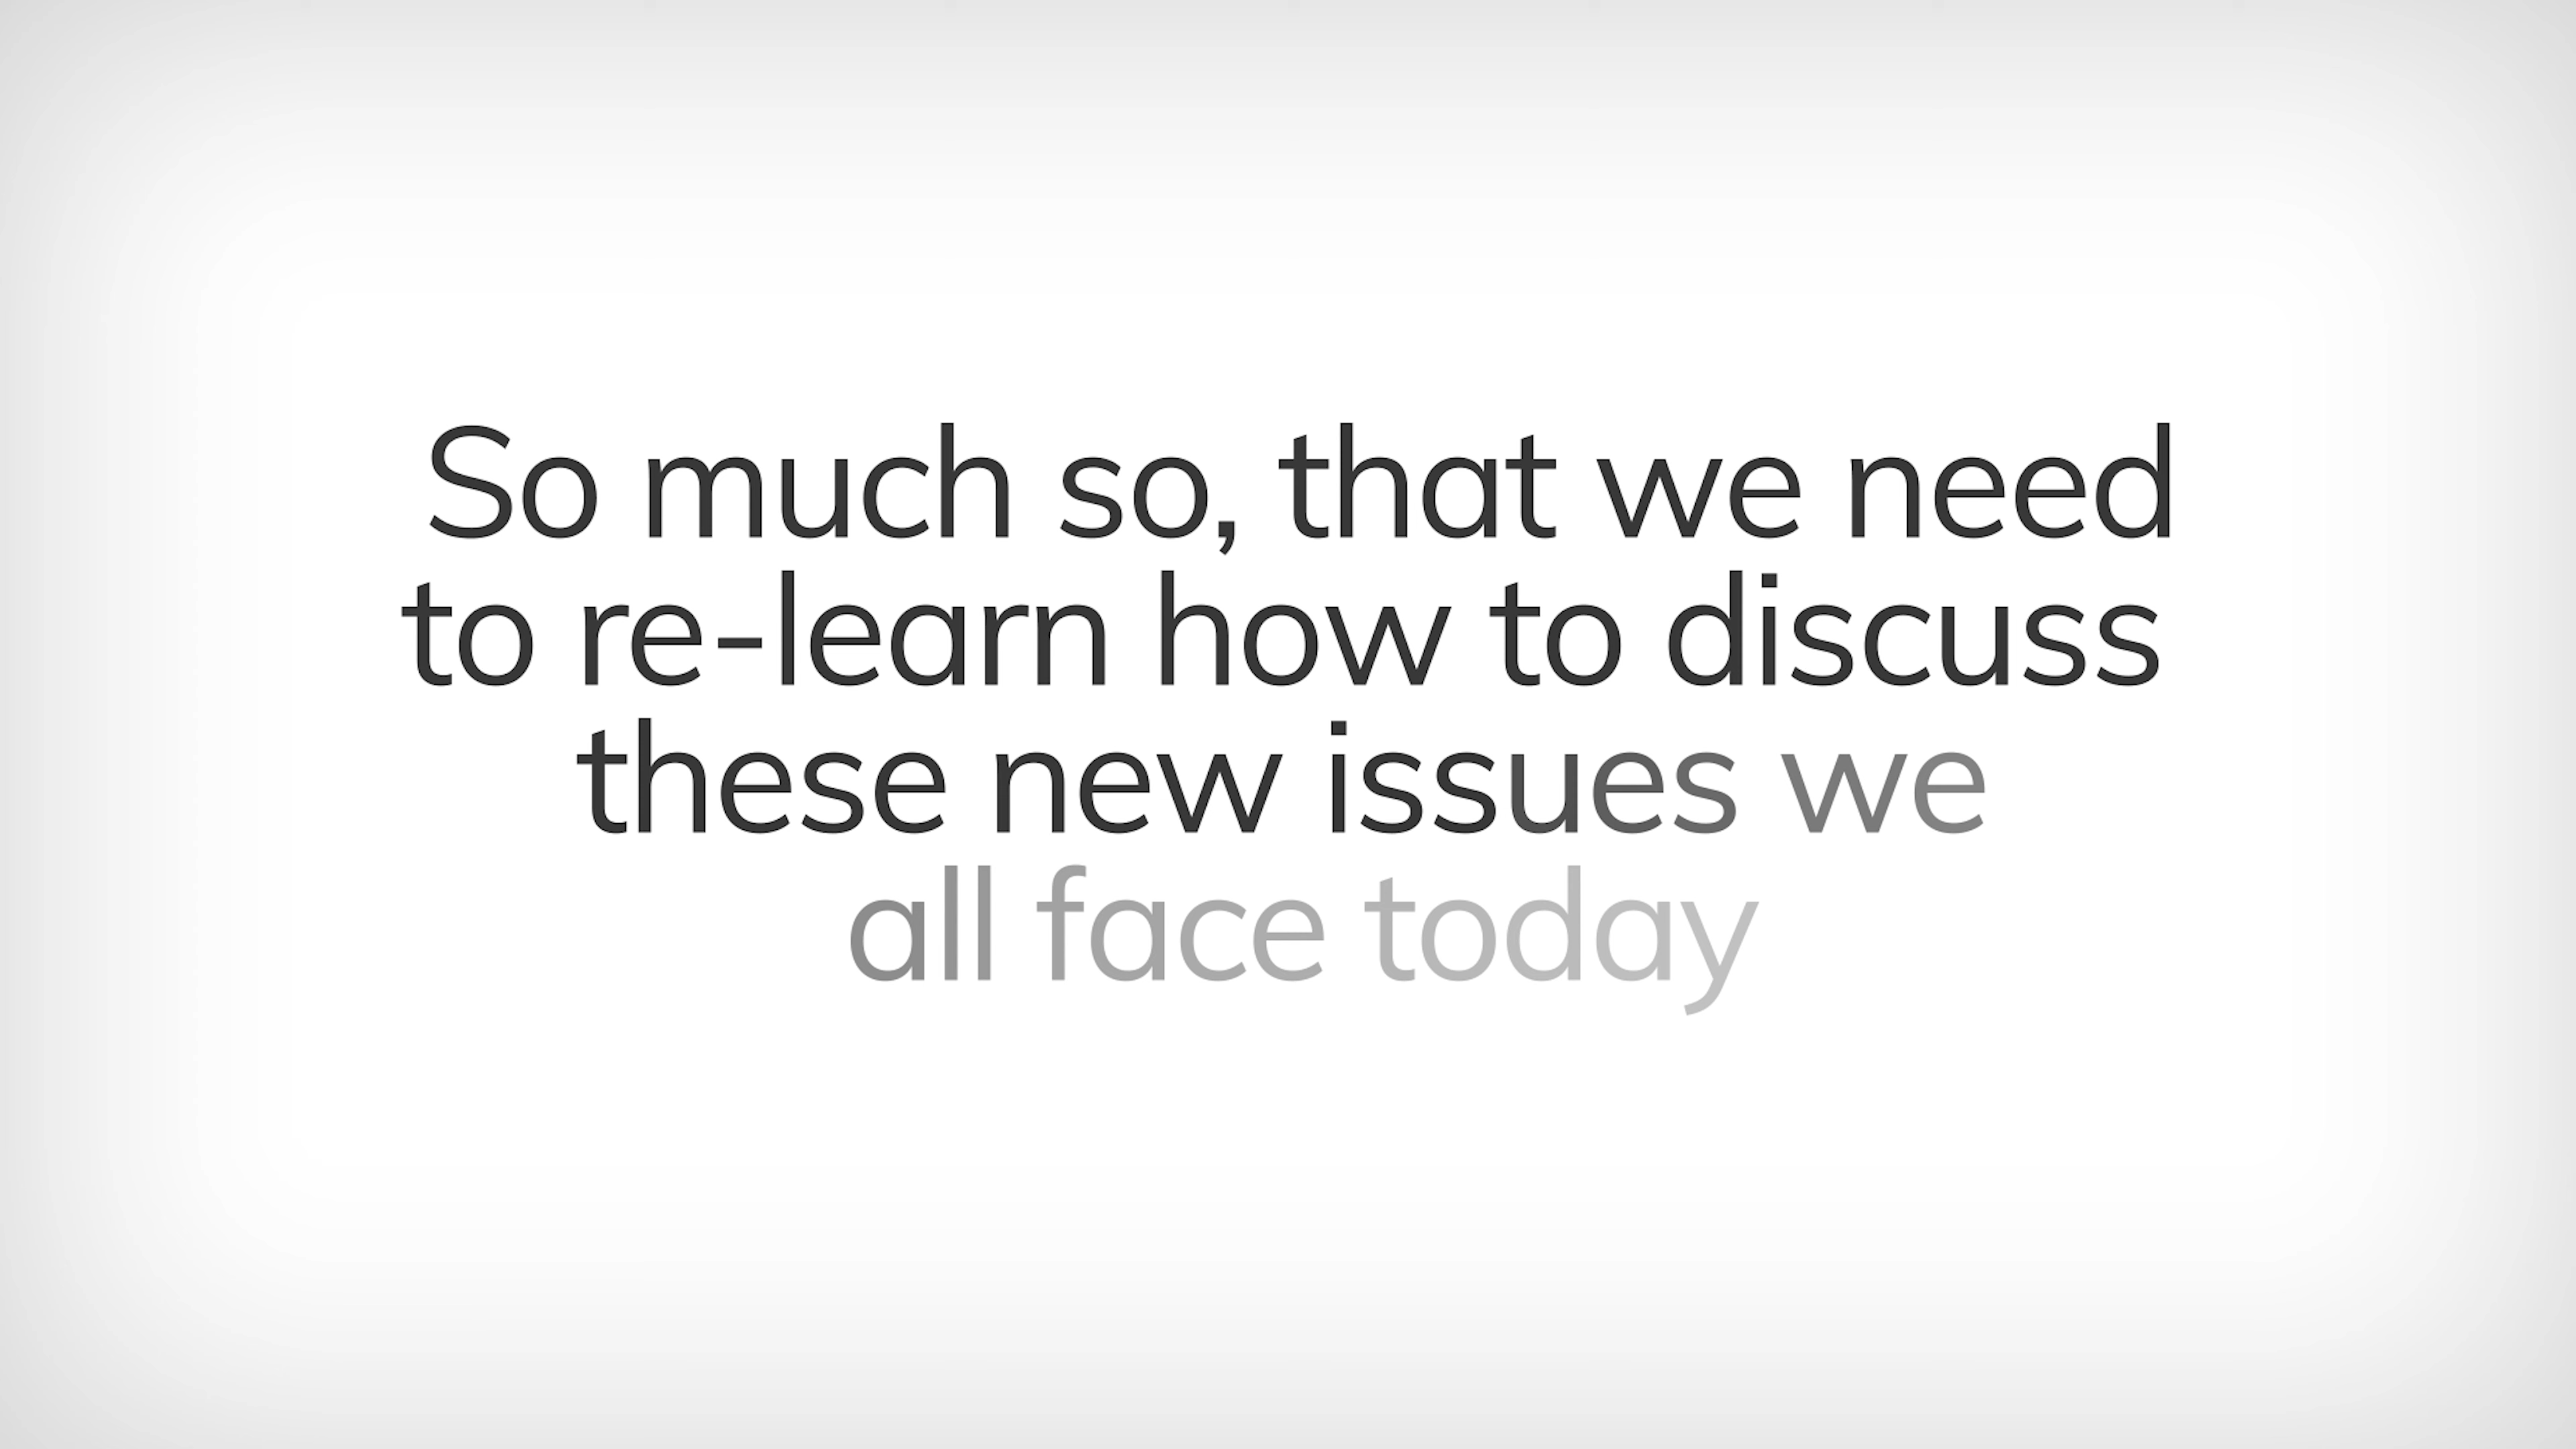 So much so, that we need
to re-learn how to discuss
these new issues we
all face today